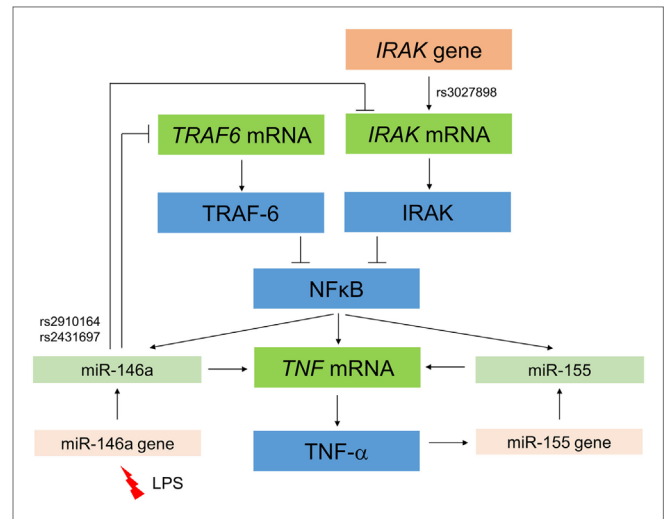 IRAK gene
rs3027898
TRAF6 mRNA
IRAK mRNA
TRAF-6
IRAK
NFκB
rs2910164
rs2431697
miR-146a
TNF mRNA
miR-155
miR-146a gene
TNF-α
miR-155 gene
LPS